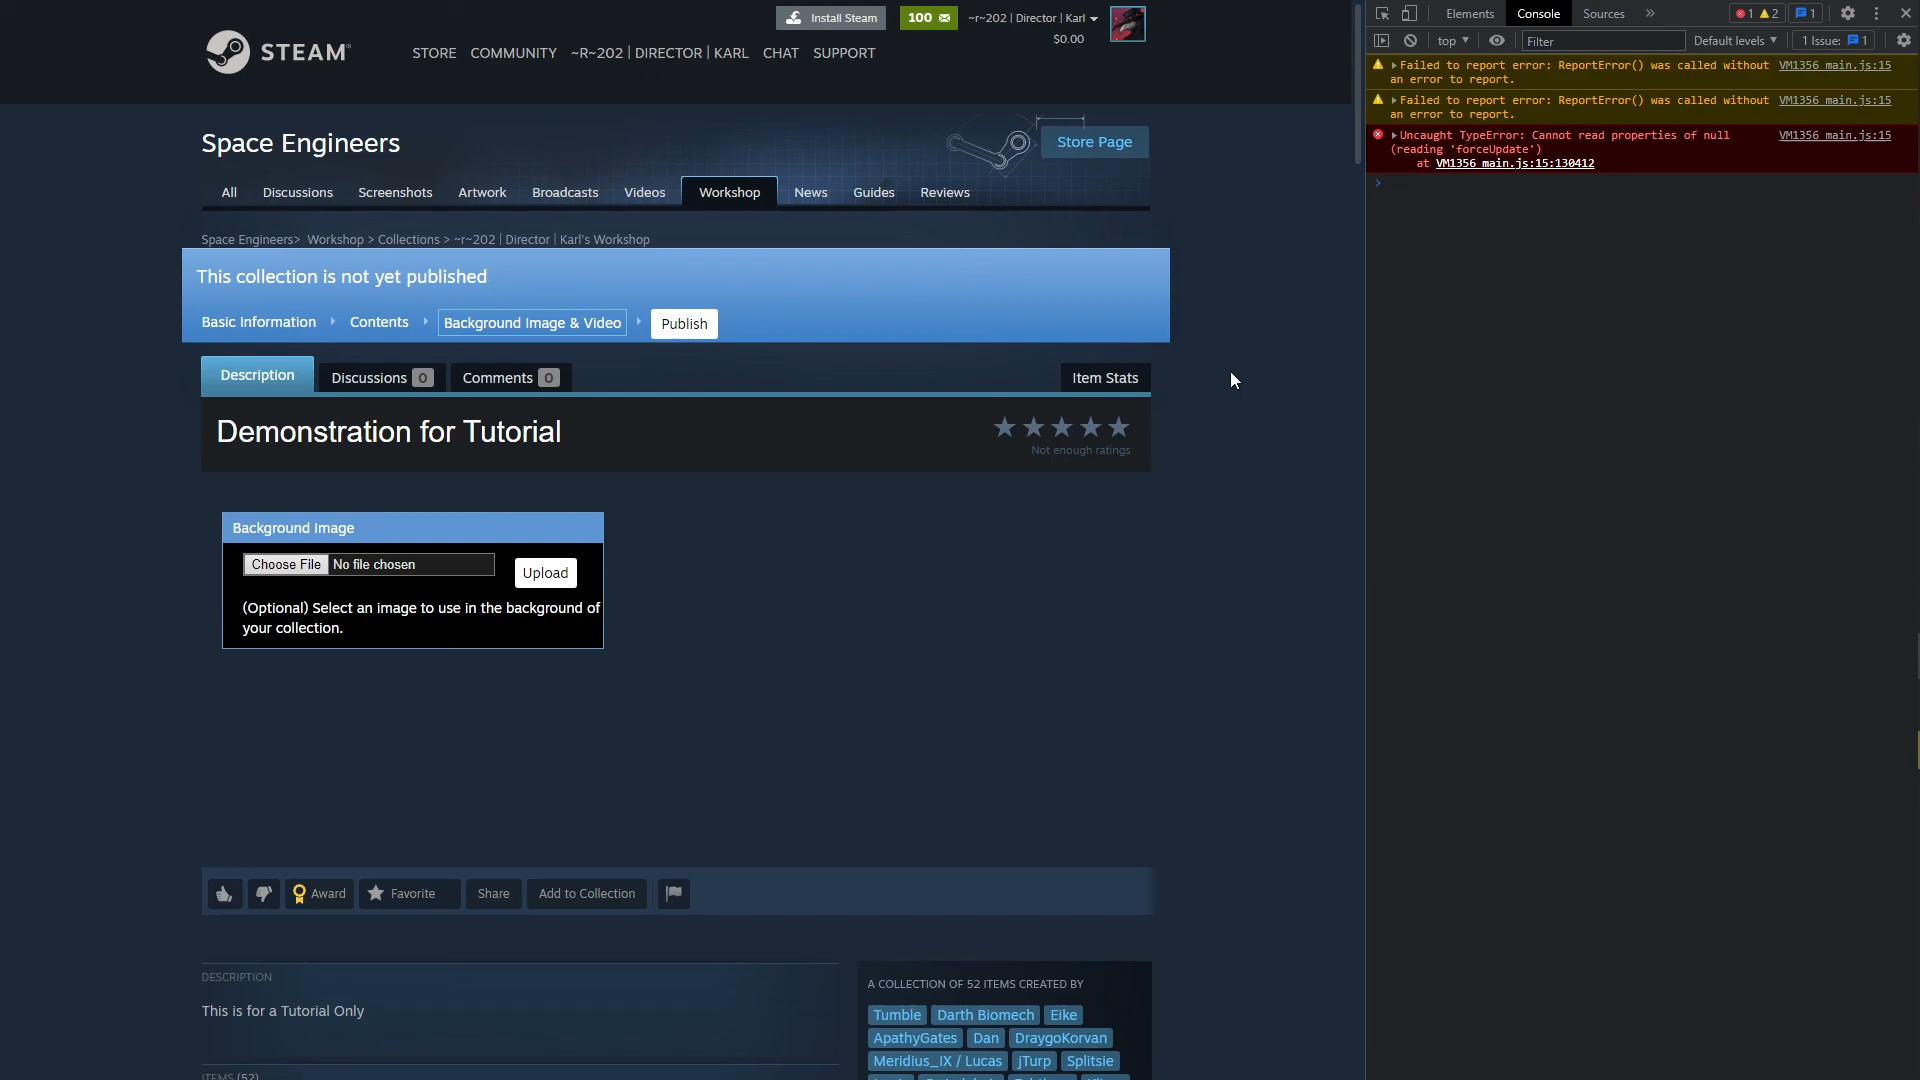 STEAM®
STORE COMMUNITY ~R~202 | DIRECTOR | KARL CHAT SUPPORT
Install Steam
100
~r~202 | Director | Karl
$0.00
Space Engineers
Store Page
All Discussions Screenshots Artwork Broadcasts Videos Workshop News Guides Reviews
Space Engineers> Workshop > Collections > ~r~202 | Director | Karl's Workshop
This collection is not yet published
Basic Information Contents Background Image & Video Publish
Description Discussions 0 Comments 0 Item Stats
Demonstration for Tutorial
Not enough ratings
Background Image
Choose File No file chosen
Upload
(Optional) Select an image to use in the background of
your collection.
Award Favorite Share Add to Collection
DESCRIPTION
This is for a Tutorial Only
ITEMS (52)
A COLLECTION OF 52 ITEMS CREATED BY
Tumble Darth Biomech Eike
ApathyGates Dan DraygoKorvan
Meridius_IX / Lucas jTurp Splitsie
Elements Console Sources » 1 2 1
top Filter Default levels 1 Issue: 1
Failed to report error: ReportError() was called without VM1356 main.js:15
an error to report.
Failed to report error: ReportError() was called without VM1356 main.js:15
an error to report.
Uncaught TypeError: Cannot read properties of null VM1356 main.js:15
(reading 'forceUpdate')
at VM1356 main.js:15:130412